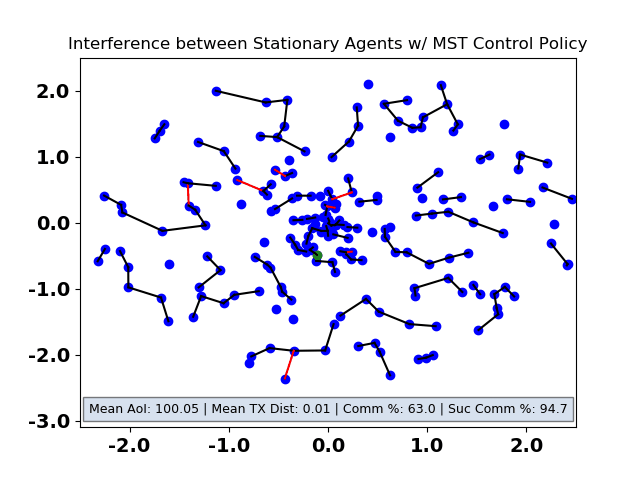 Interference between Stationary Agents w/ MST Control Policy
2.0
1.0
0.0
-1.0
-2.0
-3.0
Mean AoI: 100.05 | Mean TX Dist: 0.01 | Comm %: 63.0 | Suc Comm %: 94.7
-2.0 -1.0 0.0 1.0 2.0